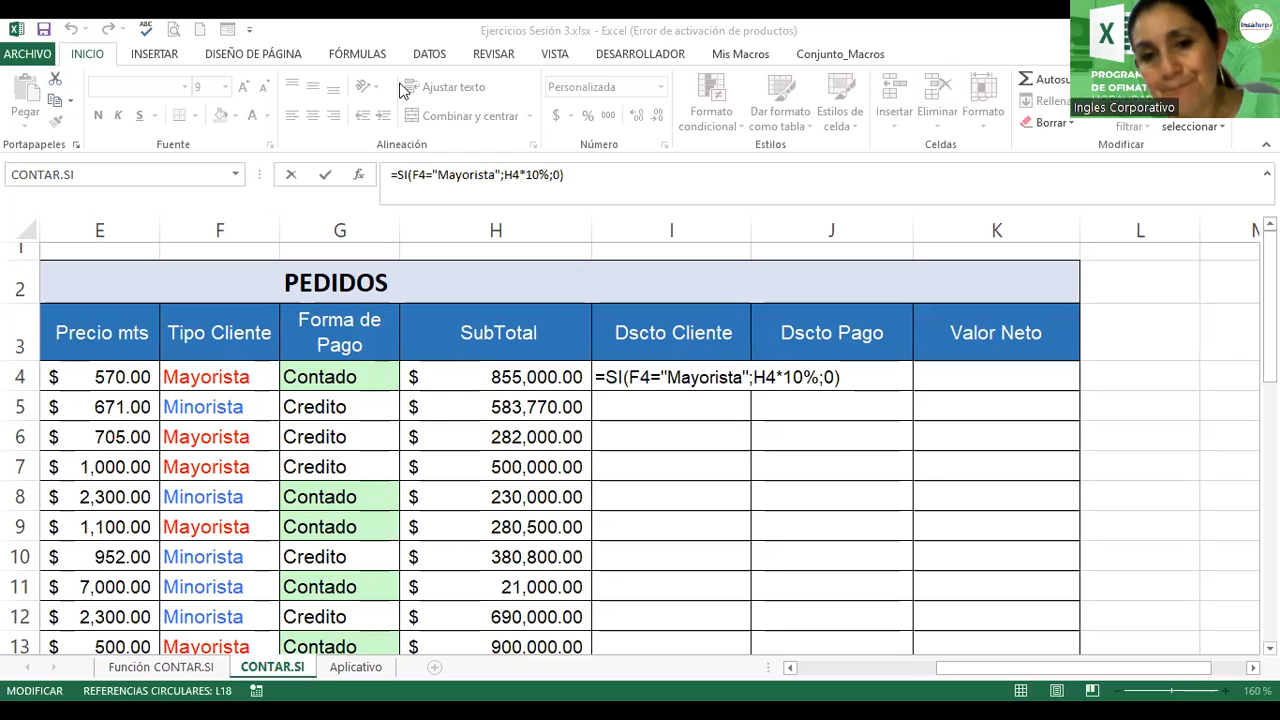 Ejercicios Sesión 3.xlsx - Excel (Error de activación de productos)
ARCHIVO INICIO INSERTAR DISEÑO DE PÁGINA FÓRMULAS DATOS REVISAR VISTA DESARROLLADOR Mis Macros Conjunto_Macros
Insaforp
PROGRAM
DE OFIMAT
Ingles Corporativo
Pegar
9
N K S
Ajustar texto
Combinar y centrar
Personalizada
$ % 000
Formato condicional
Dar formato como tabla
Estilos de celda
Insertar Eliminar Formato
Autosu
Rellena
Borrar
filtrar
seleccionar
Portapapeles Fuente Alineación Número Estilos Celdas Modificar
CONTAR.SI =SI(F4="Mayorista";H4*10%;0)
E F G H I J K L M
1
2 PEDIDOS
3 Precio mts Tipo Cliente Forma de Pago SubTotal Dscto Cliente Dscto Pago Valor Neto
4 $ 570.00 Mayorista Contado $ 855,000.00 =SI(F4="Mayorista";H4*10%;0)
5 $ 671.00 Minorista Credito $ 583,770.00
6 $ 705.00 Mayorista Credito $ 282,000.00
7 $ 1,000.00 Mayorista Credito $ 500,000.00
8 $ 2,300.00 Minorista Contado $ 230,000.00
9 $ 1,100.00 Mayorista Contado $ 280,500.00
10 $ 952.00 Minorista Credito $ 380,800.00
11 $ 7,000.00 Minorista Contado $ 21,000.00
12 $ 2,300.00 Minorista Credito $ 690,000.00
13 $ 500.00 Mayorista Contado $ 900,000.00
Función CONTAR.SI CONTAR.SI Aplicativo
MODIFICAR REFERENCIAS CIRCULARES: L18 160 %